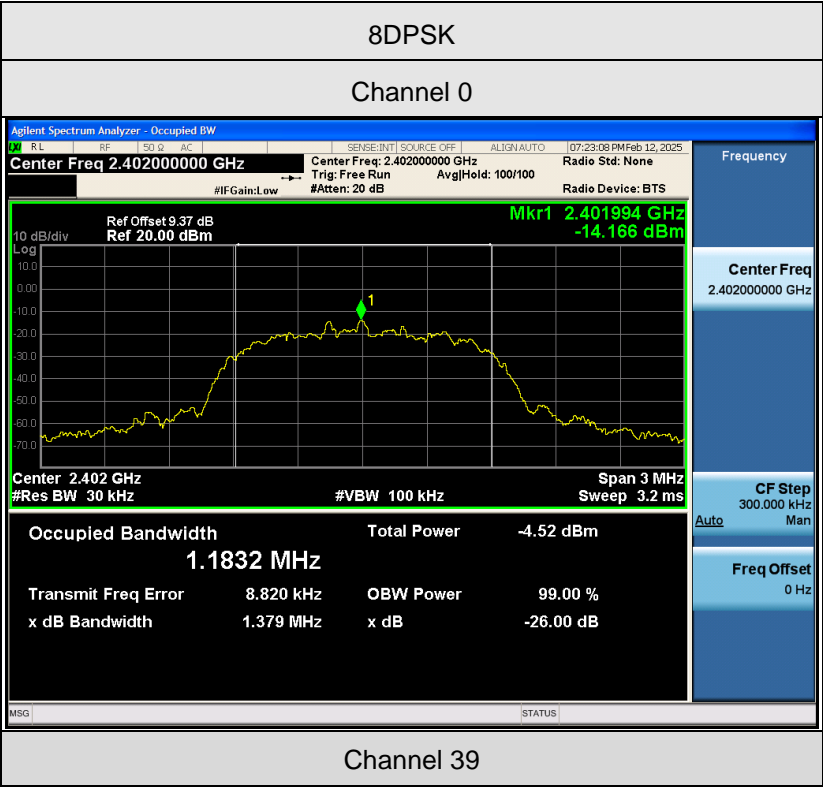 8DPSK
Channel 0
Agilent Spectrum Analyzer - Occupied BW
LXI RL RF 50 Ω AC SENSE:INT SOURCE OFF ALIGN AUTO 07:23:08 PM Feb 12, 2025
Center Freq 2.402000000 GHz
Center Freq: 2.402000000 GHz
Radio Std: None
Trig: Free Run Avg|Hold: 100/100
#IFGain:Low
#Atten: 20 dB
Radio Device: BTS
Ref Offset 9.37 dB
Ref 20.00 dBm
Mkr1 2.401994 GHz
-14.166 dBm
10 dB/div
Log
10.0
0.00
-10.0
-20.0
-30.0
-40.0
-50.0
-60.0
-70.0
1
Center 2.402 GHz
Span 3 MHz
#Res BW 30 kHz
#VBW 100 kHz
Sweep 3.2 ms
Occupied Bandwidth
1.1832 MHz
Total Power -4.52 dBm
Transmit Freq Error 8.820 kHz
OBW Power 99.00 %
x dB Bandwidth 1.379 MHz
x dB -26.00 dB
Frequency
Center Freq
2.402000000 GHz
CF Step
300.000 kHz
Auto Man
Freq Offset
0 Hz
MSG
STATUS
Channel 39